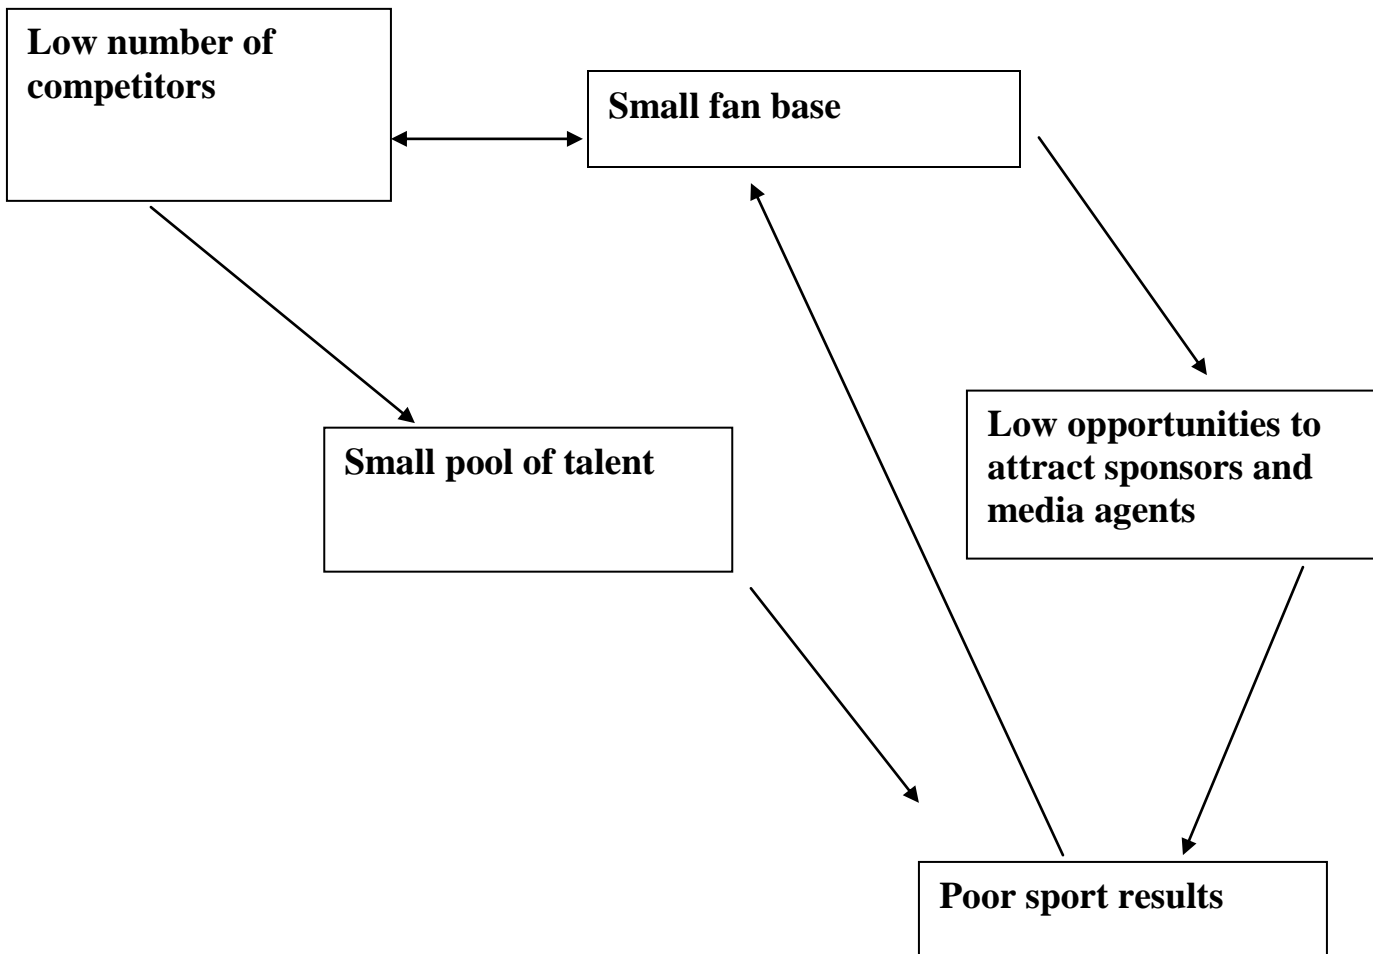 Low number of
competitors
Small fan base
Small pool of talent
Low opportunities to
attract sponsors and
media agents
Poor sport results